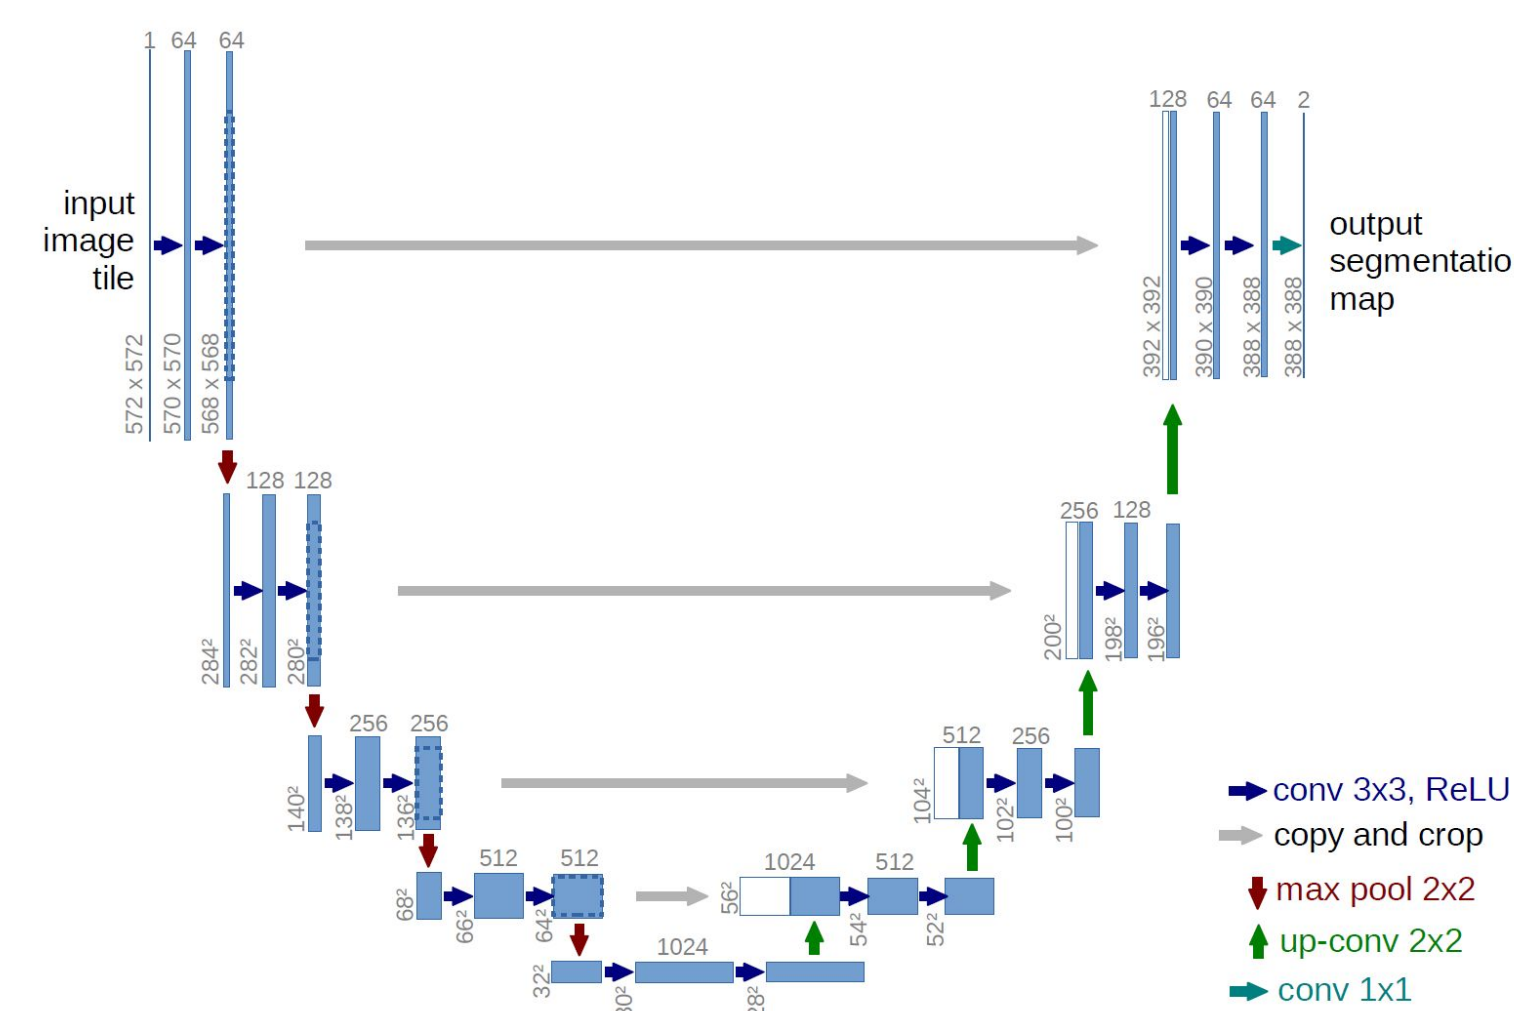 1 64 64
input
image
tile
572 x 572
570 x 570
568 x 568
128 64 64 2
392 x 392
390 x 390
388 x 388
388 x 388
output
segmentatio
map
128 128
284²
282²
280²
256 128
200²
198²
196²
256 256
140²
138²
136²
512 256
104²
102²
100²
512 512
68²
66²
64²
1024 512
56²
54²
52²
1024
32²
30²
28²
conv 3x3, ReLU
copy and crop
max pool 2x2
up-conv 2x2
conv 1x1